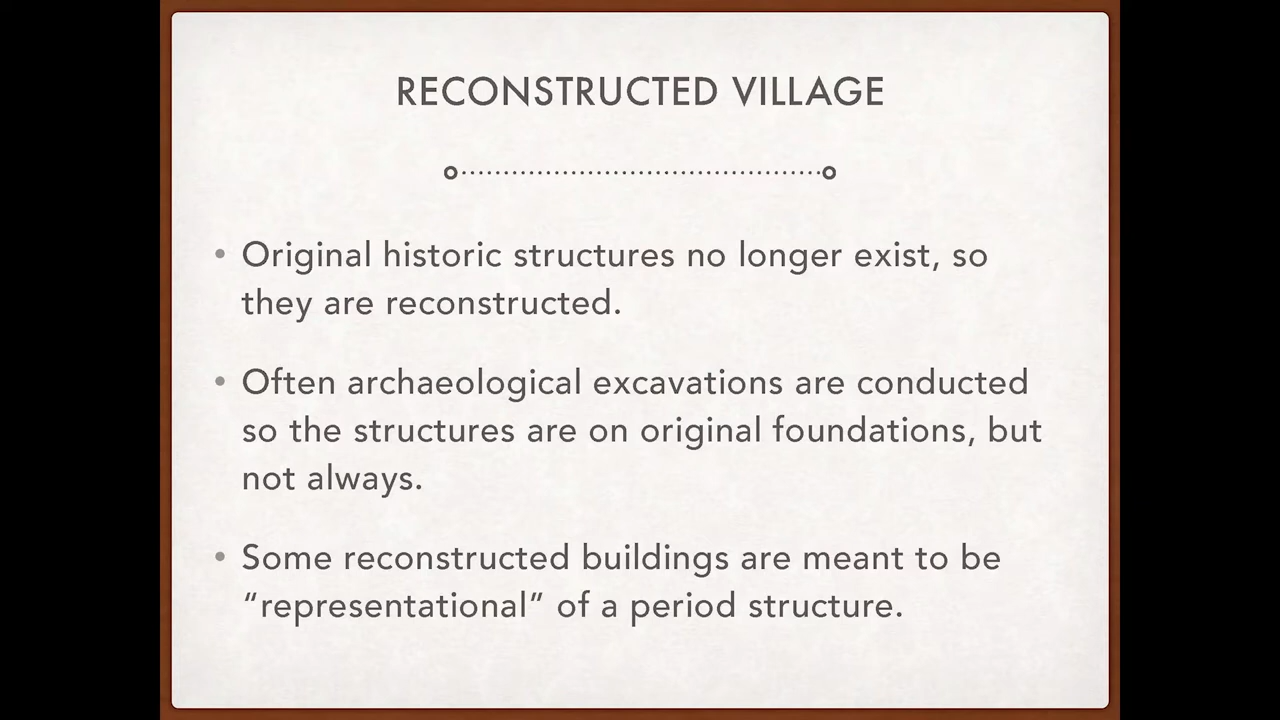 RECONSTRUCTED VILLAGE
• Original historic structures no longer exist, so
they are reconstructed.
• Often archaeological excavations are conducted
so the structures are on original foundations, but
not always.
• Some reconstructed buildings are meant to be
“representational” of a period structure.